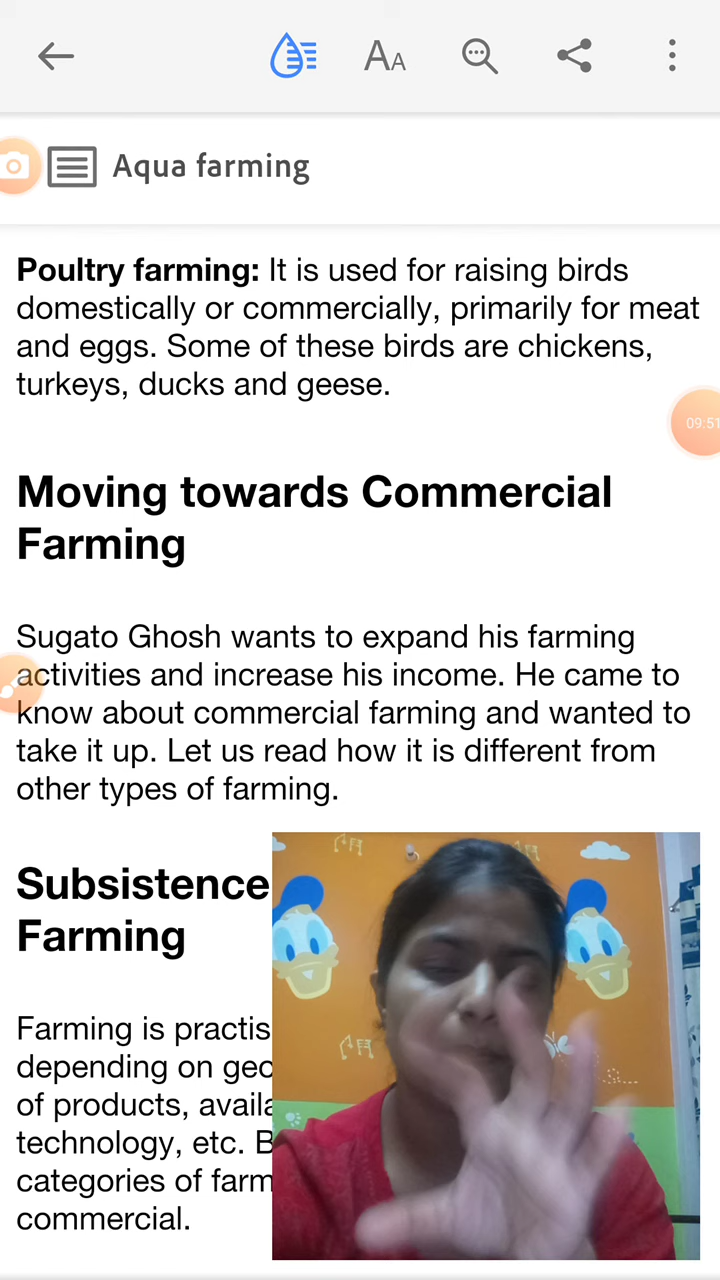 AA
Aqua farming
Poultry farming: It is used for raising birds
domestically or commercially, primarily for meat
and eggs. Some of these birds are chickens,
turkeys, ducks and geese.
09:51
Moving towards Commercial
Farming
Sugato Ghosh wants to expand his farming
activities and increase his income. He came to
know about commercial farming and wanted to
take it up. Let us read how it is different from
other types of farming.
Subsistence
Farming
Farming is practis
depending on geo
of products, availa
technology, etc. B
categories of farm
commercial.